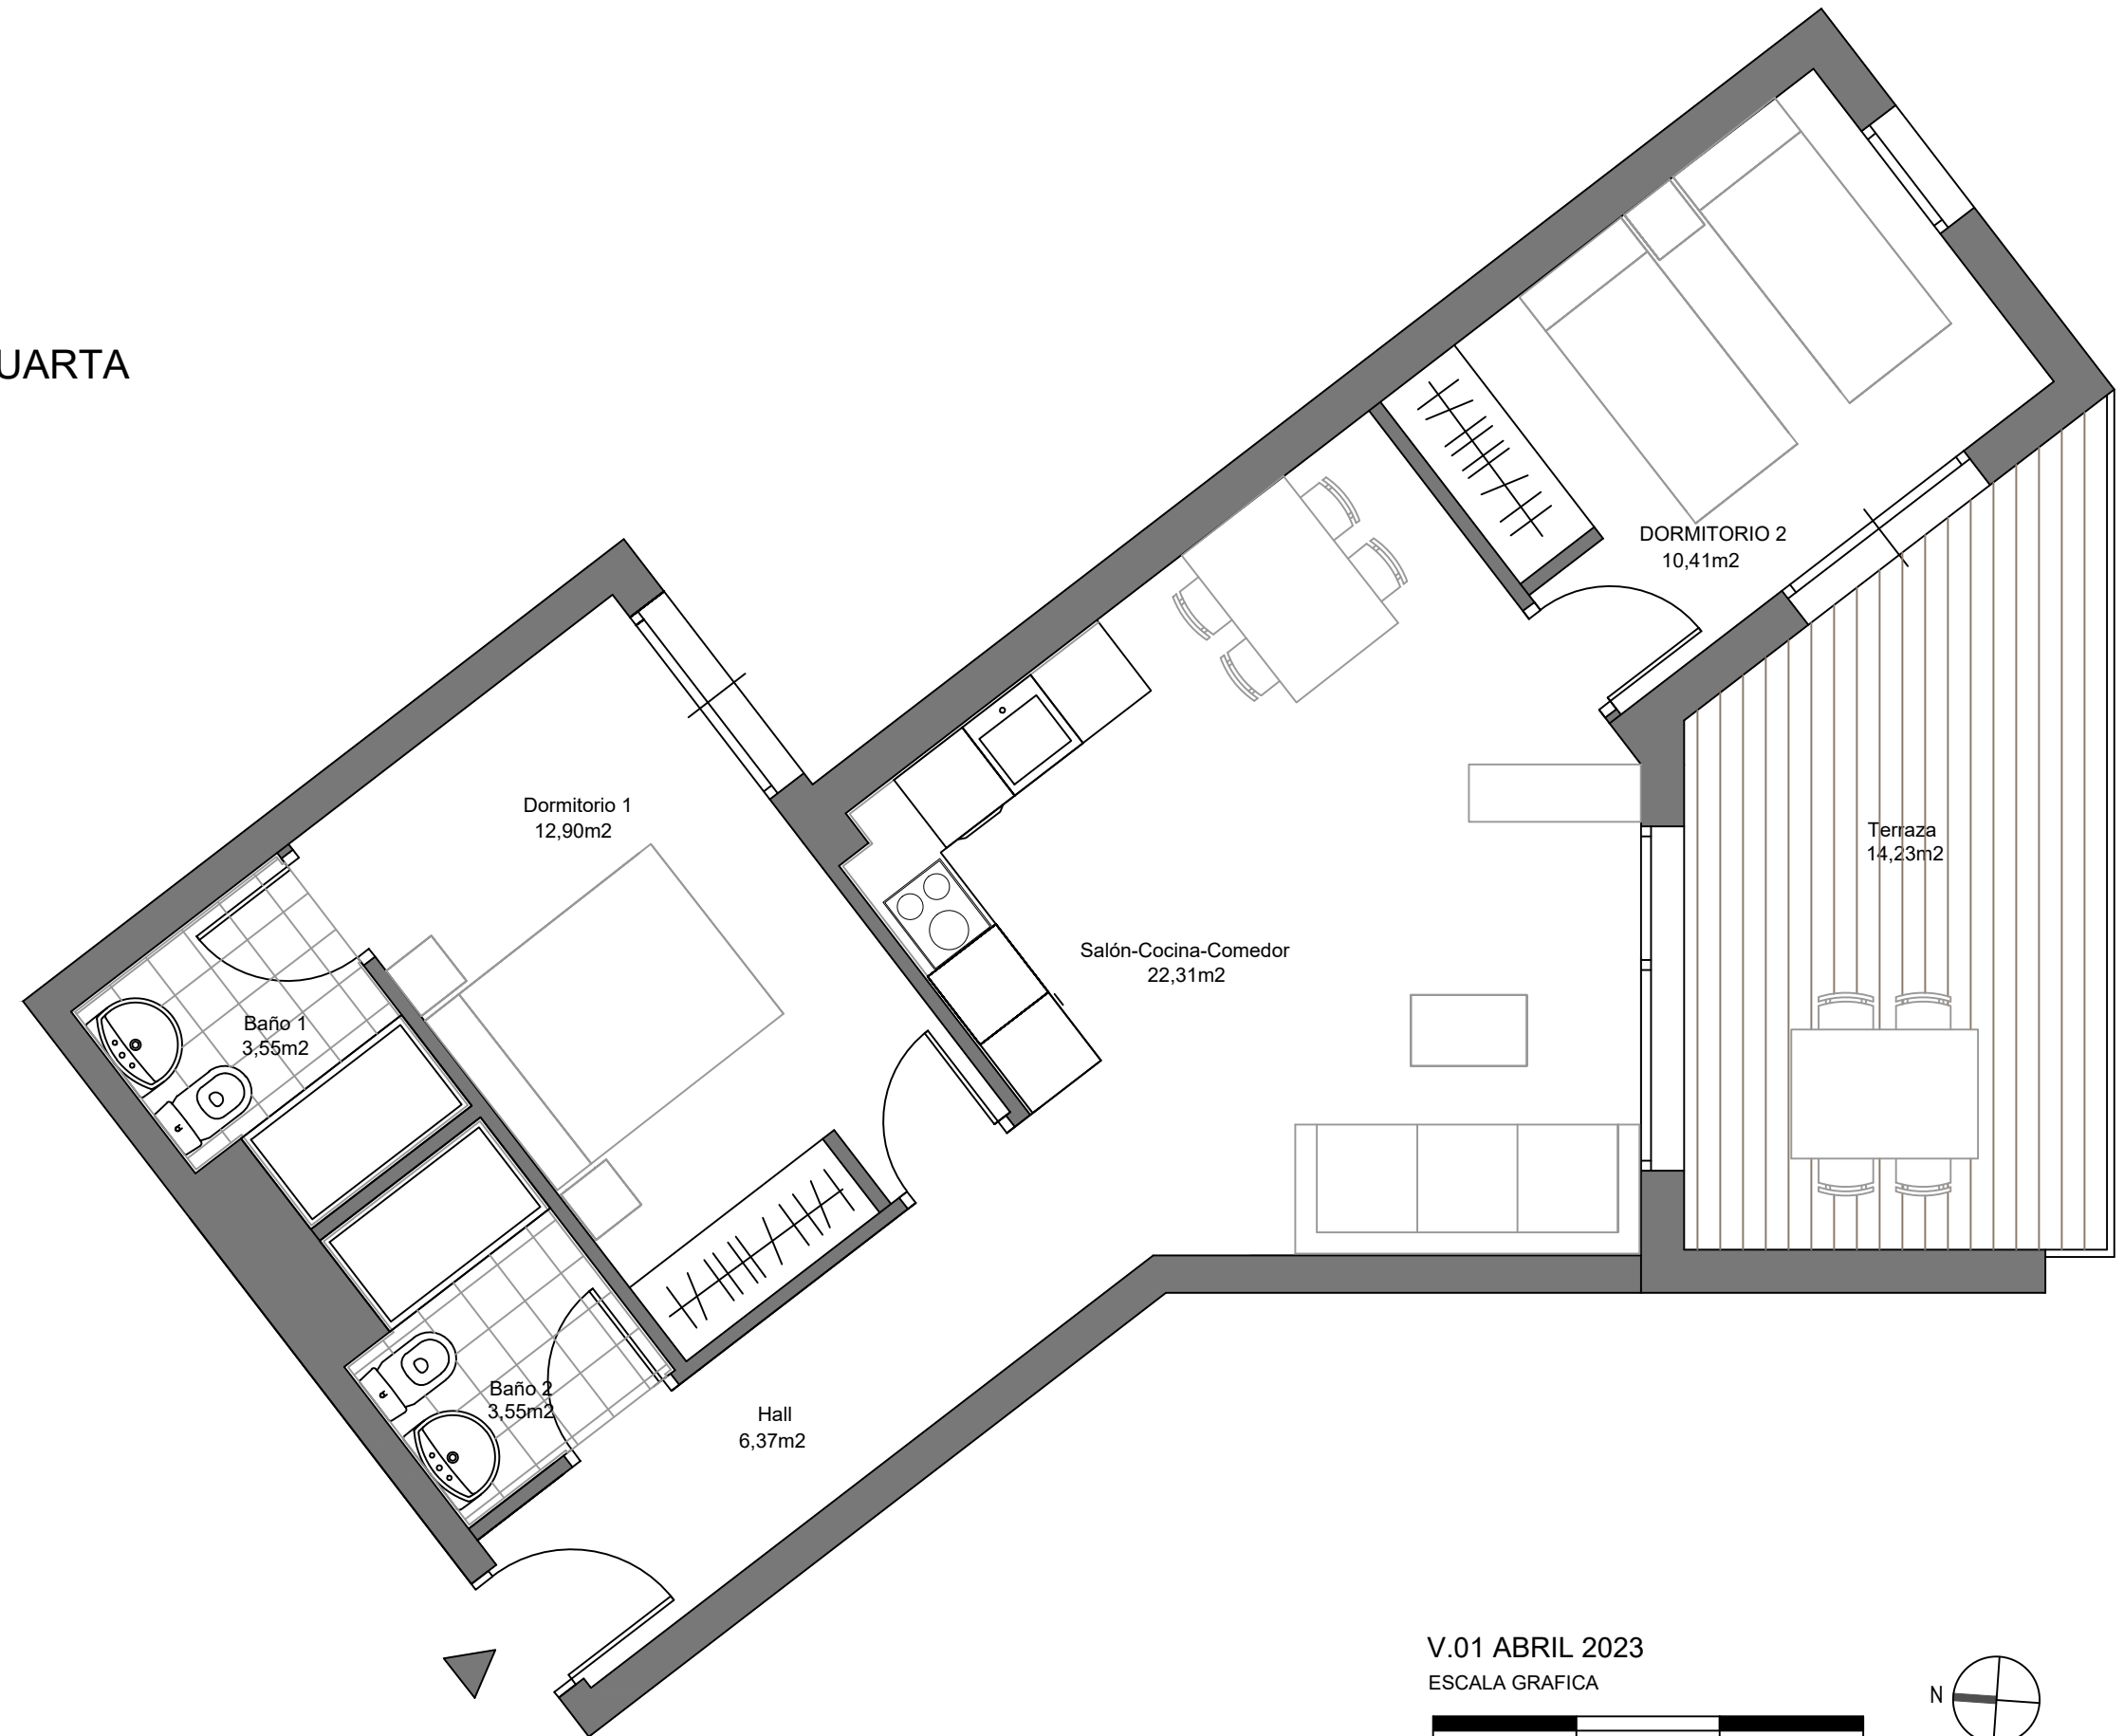 UARTA
DORMITORIO 2
10,41m2
Dormitorio 1
12,90m2
Terraza
14,23m2
Salón-Cocina-Comedor
22,31m2
Baño 1
3,55m2
Baño 2
3,55m2
Hall
6,37m2
V.01 ABRIL 2023
ESCALA GRAFICA
N